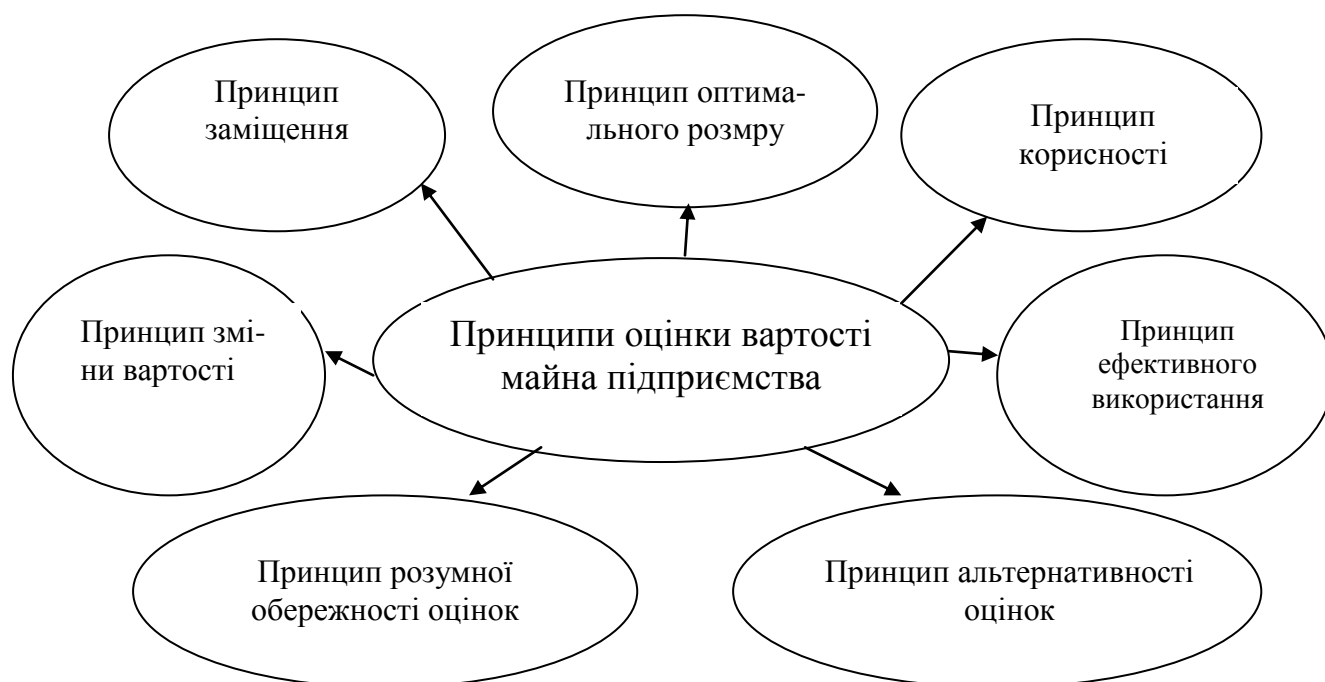 Принцип
заміщення
Принцип оптима-
льного розмру
Принцип
корисності
Принцип змі-
ни вартості
Принципи оцінки вартості
майна підприємства
Принцип
ефективного
використання
Принцип розумної
обережності оцінок
Принцип альтернативності
оцінок